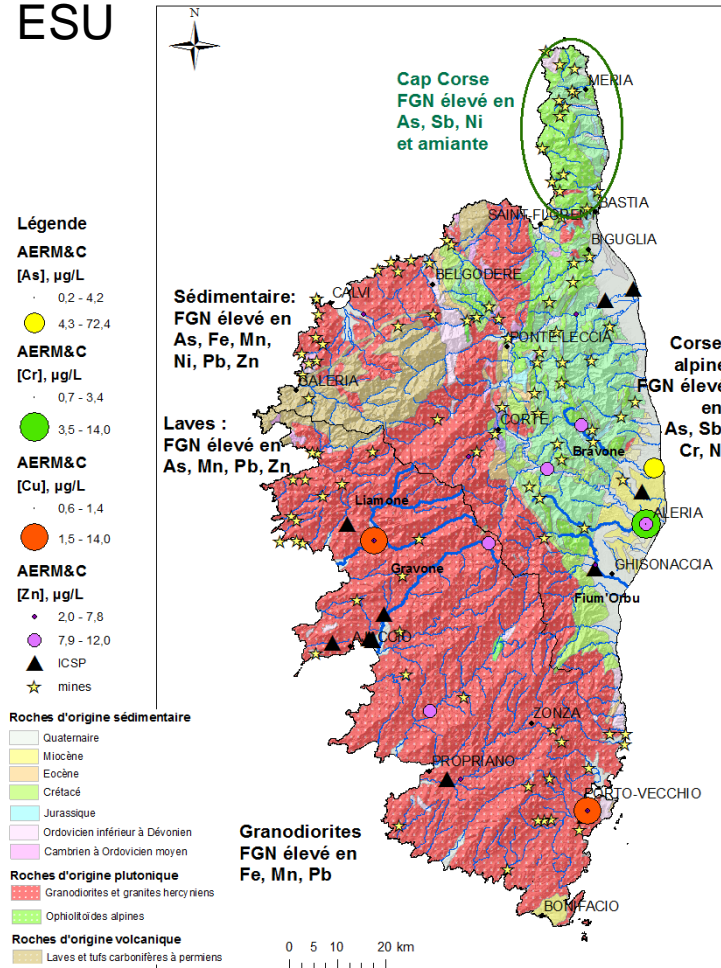 ESU
N
Cap Corse
FGN élevé en
As, Sb, Ni
et amiante
MERIA
BASTIA
SAINT-FLORENT
BIGUGLIA
BELGODERE
CALVI
Sédimentaire:
FGN élevé en
As, Fe, Mn,
Ni, Pb, Zn
PONTE-LECCIA
GALERIA
Corse
alpine
FGN élevé
en
As, Sb
Cr, N
Laves :
FGN élevé en
As, Mn, Pb, Zn
CORTE
Bravone
Liamone
ALERIA
Gravone
GHISONACCIA
Fium'Orbu
AJACCIO
ZONZA
PROPRIANO
PORTO-VECCHIO
Granodiorites
FGN élevé en
Fe, Mn, Pb
BONIFACIO
0 5 10 20 km
Légende
AERM&C
[As], µg/L
0,2 - 4,2
4,3 - 72,4
AERM&C
[Cr], µg/L
0,7 - 3,4
3,5 - 14,0
AERM&C
[Cu], µg/L
0,6 - 1,4
1,5 - 14,0
AERM&C
[Zn], µg/L
2,0 - 7,8
7,9 - 12,0
ICSP
mines
Roches d'origine sédimentaire
Quaternaire
Miocène
Eocène
Crétacé
Jurassique
Ordovicien inférieur à Dévonien
Cambrien à Ordovicien moyen
Roches d'origine plutonique
Granodiorites et granites hercyniens
Ophiolitoïdes alpines
Roches d'origine volcanique
Laves et tufs carbonifères à permiens